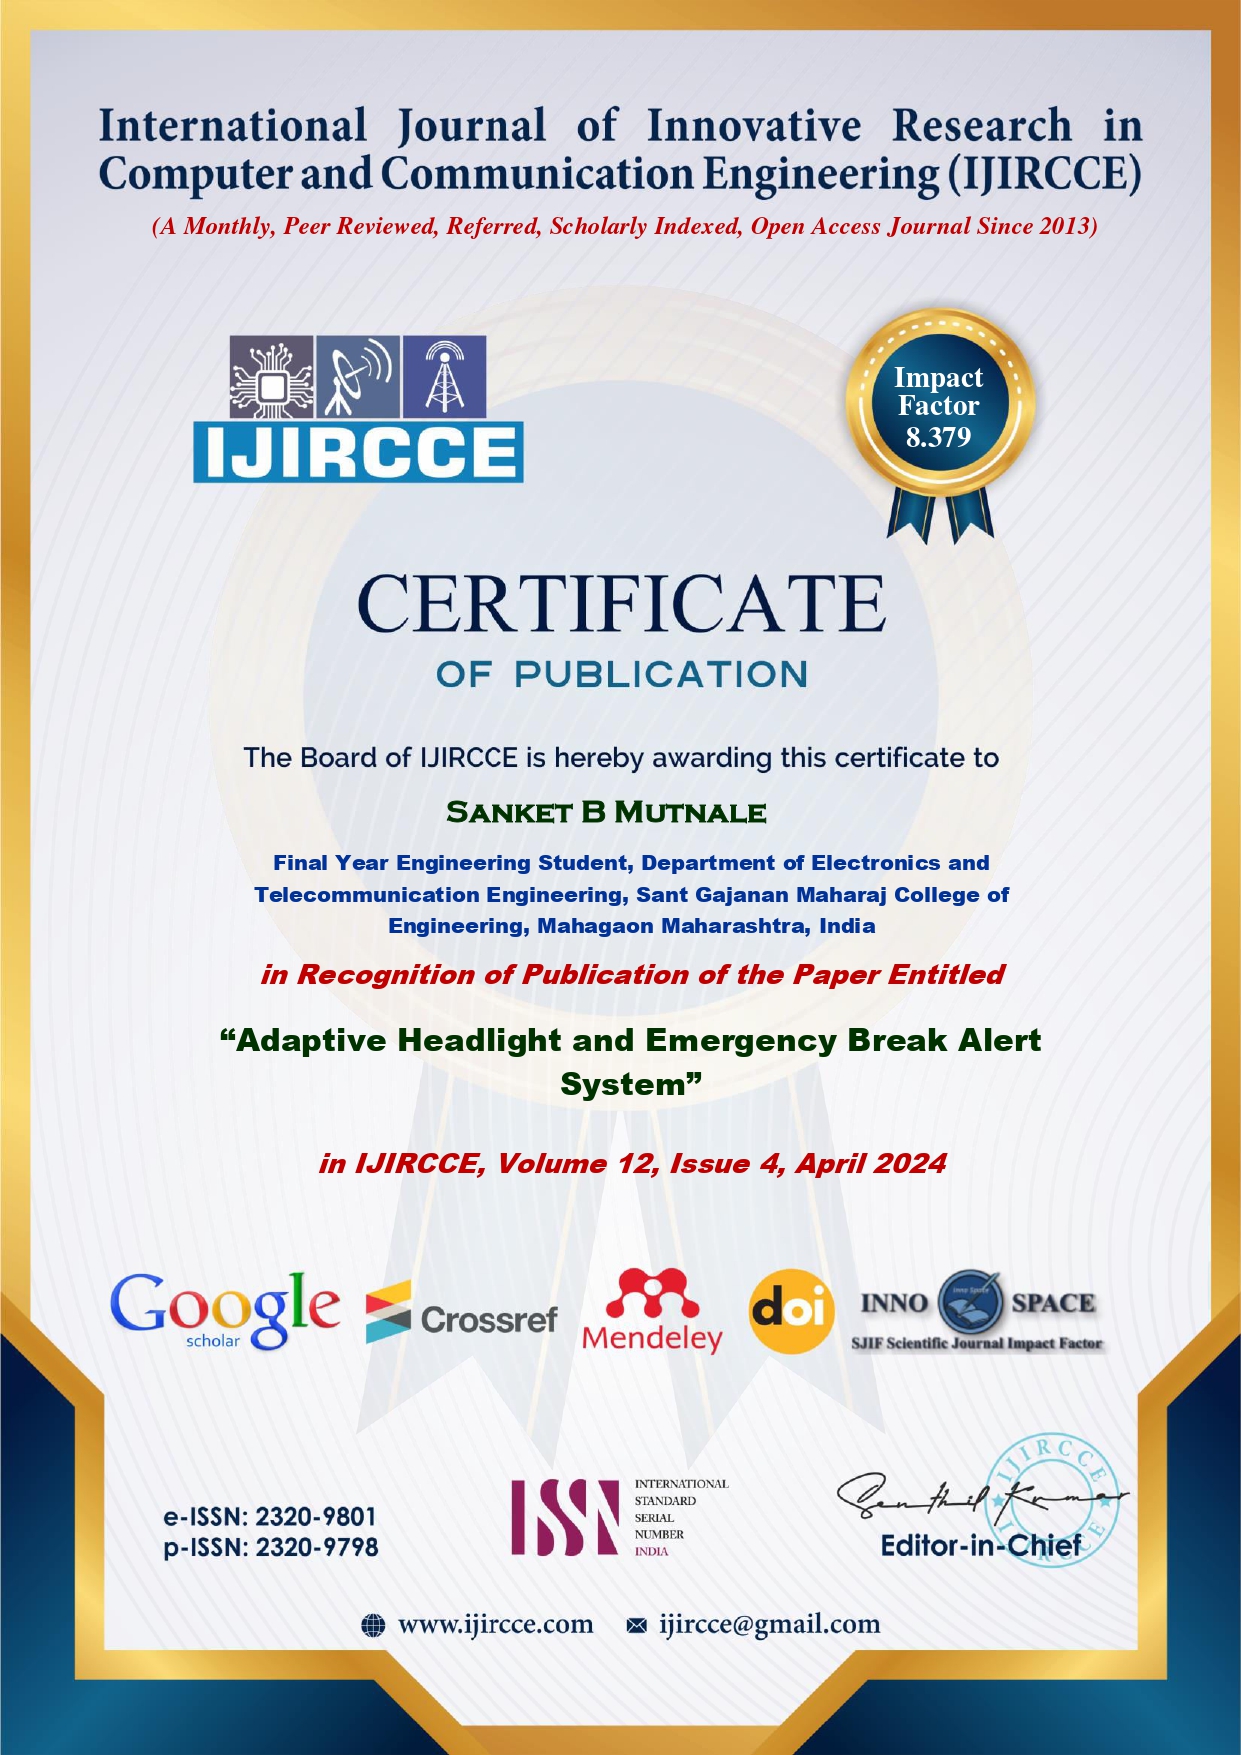 International Journal of Innovative Research in
Computer and Communication Engineering (IJIRCCE)
(A Monthly, Peer Reviewed, Referred, Scholarly Indexed, Open Access Journal Since 2013)
IJIRCCE
Impact
Factor
8.379
CERTIFICATE
OF PUBLICATION
The Board of IJIRCCE is hereby awarding this certificate to
SANKET B MUTNALE
Final Year Engineering Student, Department of Electronics and
Telecommunication Engineering, Sant Gajanan Maharaj College of
Engineering, Mahagaon Maharashtra, India
in Recognition of Publication of the Paper Entitled
“Adaptive Headlight and Emergency Break Alert
System”
in IJIRCCE, Volume 12, Issue 4, April 2024
Google
scholar
Crossref
Mendeley
doi
INNO SPACE
Inno Space
SJIF Scientific Journal Impact Factor
e-ISSN: 2320-9801
p-ISSN: 2320-9798
ISSN
INTERNATIONAL
STANDARD
SERIAL
NUMBER
INDIA
Senthil Kumar
IJIRCCE
IJIRCCE
Editor-in-Chief
www.ijircce.com ijircce@gmail.com